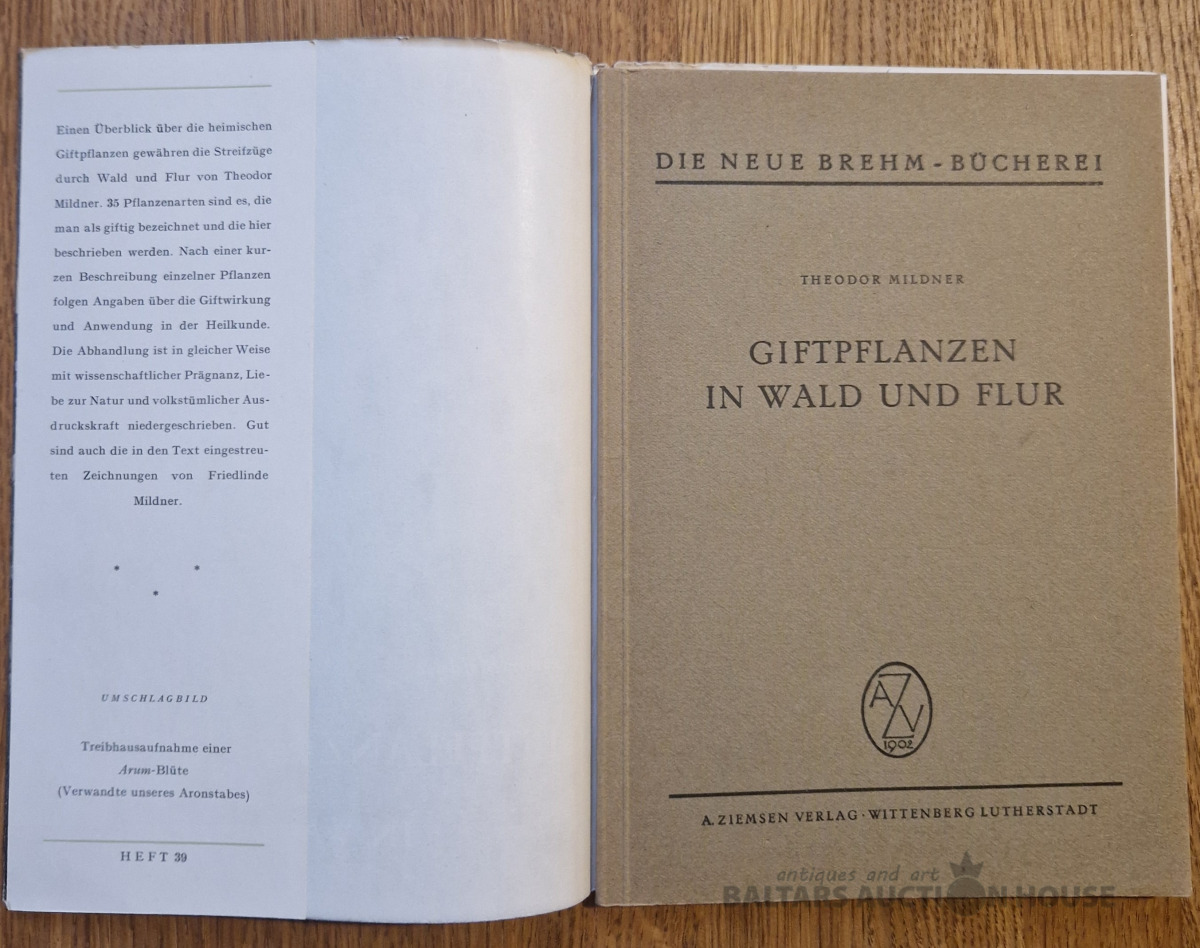 Einen Überblick über die heimischen
Giftpflanzen gewähren die Streifzüge
durch Wald und Flur von Theodor
Mildner. 35 Pflanzenarten sind es, die
man als giftig bezeichnet und die hier
beschrieben werden. Nach einer kur-
zen Beschreibung einzelner Pflanzen
folgen Angaben über die Giftwirkung
und Anwendung in der Heilkunde.
Die Abhandlung ist in gleicher Weise
mit wissenschaftlicher Prägnanz, Lie-
be zur Natur und volkstümlicher Aus-
druckskraft niedergeschrieben. Gut
sind auch die in den Text eingestreu-
ten Zeichnungen von Friedlinde
Mildner.
UMSCHLAGBILD
Treibhausaufnahme einer
Arum-Blüte
(Verwandte unseres Aronstabes)
HEFT 39
DIE NEUE BREHM-BÜCHEREI
THEODOR MILDNER
GIFTPFLANZEN
IN WALD UND FLUR
AZV
1902
A. ZIEMSEN VERLAG · WITTENBERG LUTHERSTADT
antiques and art
BALTARS AUCTION HOUSE